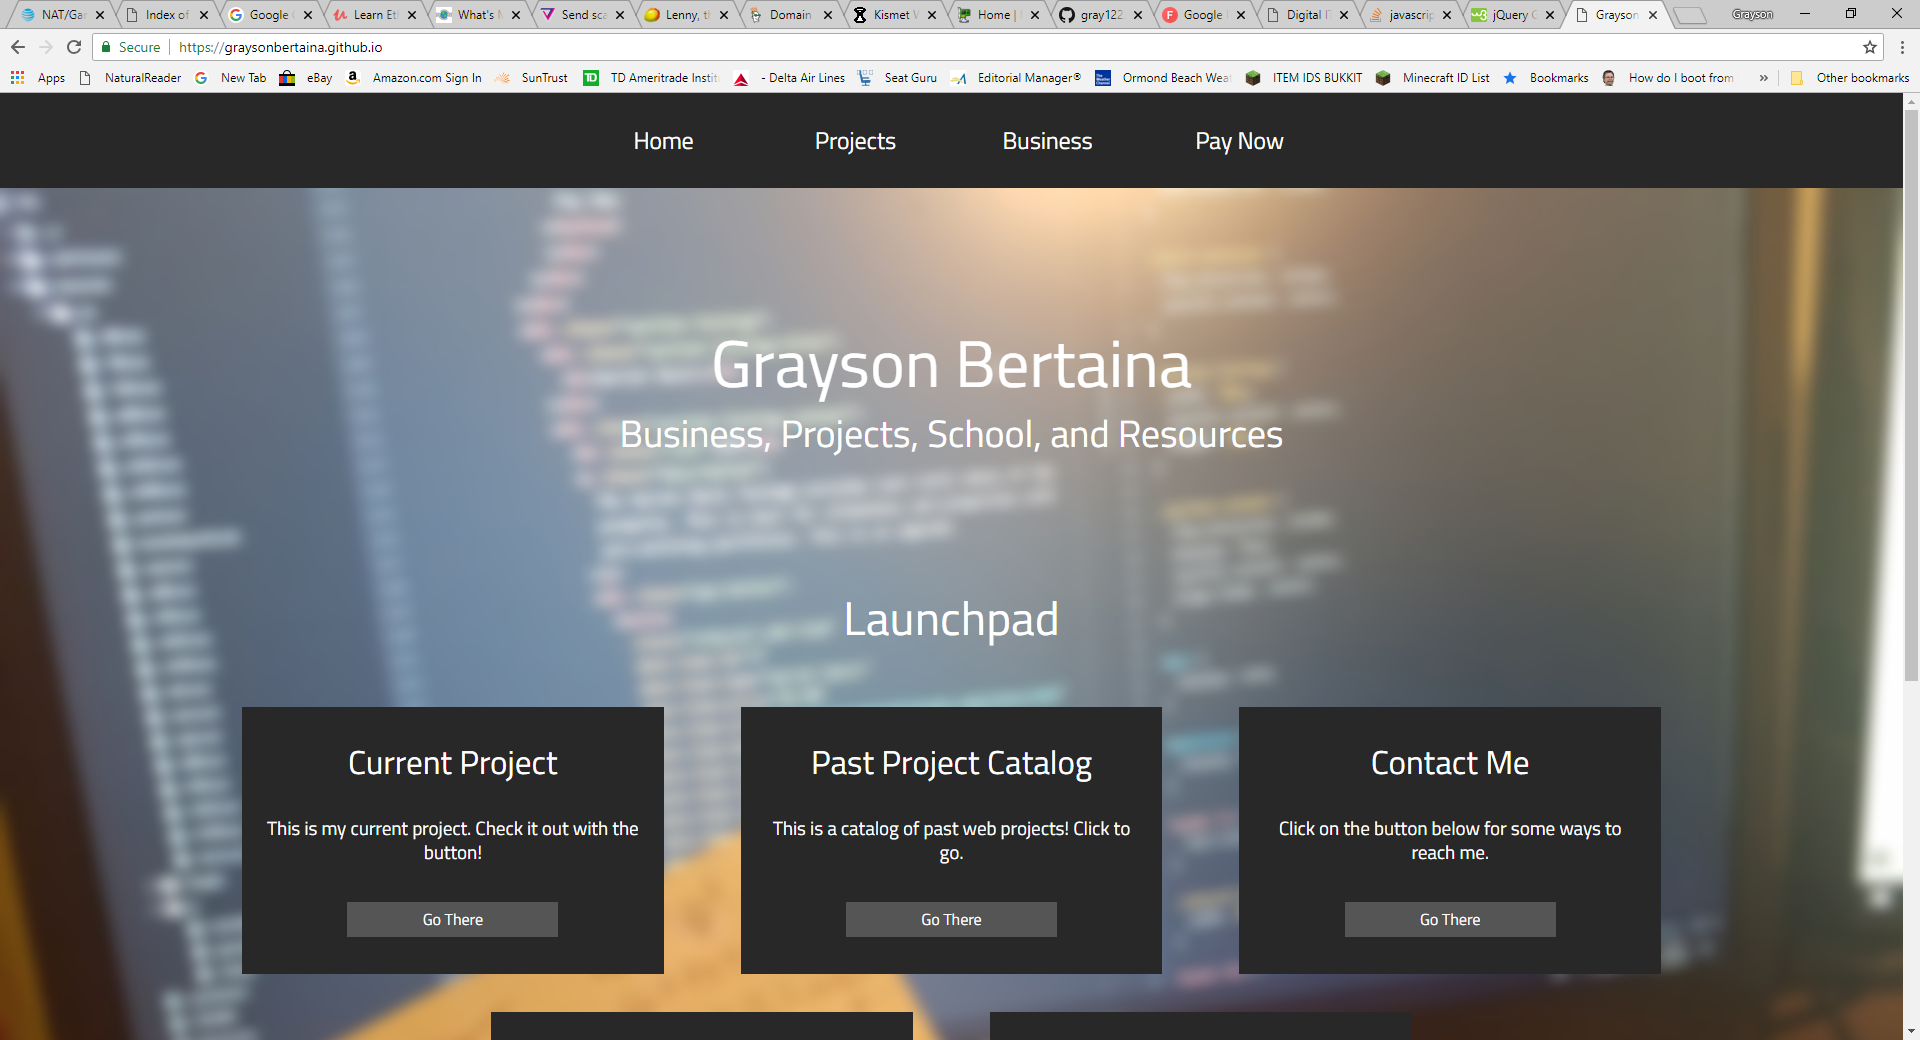 NAT/Gar Index of Google Learn Et What's M Send sca Lenny, th Domain Kismet W Home | gray122 Google Digital IT javascrip jQuery G Grayson Grayson
Secure https://graysonbertaina.github.io
Apps NaturalReader New Tab eBay Amazon.com Sign In SunTrust TD Ameritrade Instit - Delta Air Lines Seat Guru Editorial Manager® Ormond Beach Wea ITEM IDS BUKKIT Minecraft ID List Bookmarks How do I boot from » Other bookmarks
Home Projects Business Pay Now
Grayson Bertaina
Business, Projects, School, and Resources
Launchpad
Current Project
This is my current project. Check it out with the
button!
Go There
Past Project Catalog
This is a catalog of past web projects! Click to
go.
Go There
Contact Me
Click on the button below for some ways to
reach me.
Go There